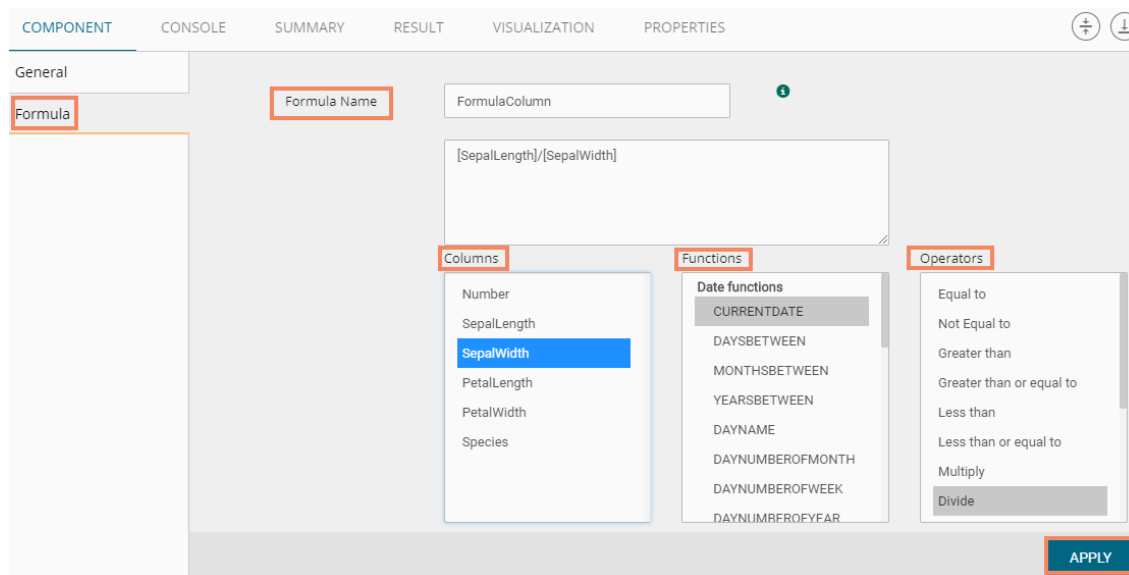 COMPONENT CONSOLE SUMMARY RESULT VISUALIZATION PROPERTIES
General
Formula
Formula Name FormulaColumn
[SepalLength]/[SepalWidth]
Columns
Number
SepalLength
SepalWidth
PetalLength
PetalWidth
Species
Functions
Date functions
CURRENTDATE
DAYSBETWEEN
MONTHSBETWEEN
YEARSBETWEEN
DAYNAME
DAYNUMBEROFMONTH
DAYNUMBEROFWEEK
DAYNUMBEROFYEAR
Operators
Equal to
Not Equal to
Greater than
Greater than or equal to
Less than
Less than or equal to
Multiply
Divide
APPLY